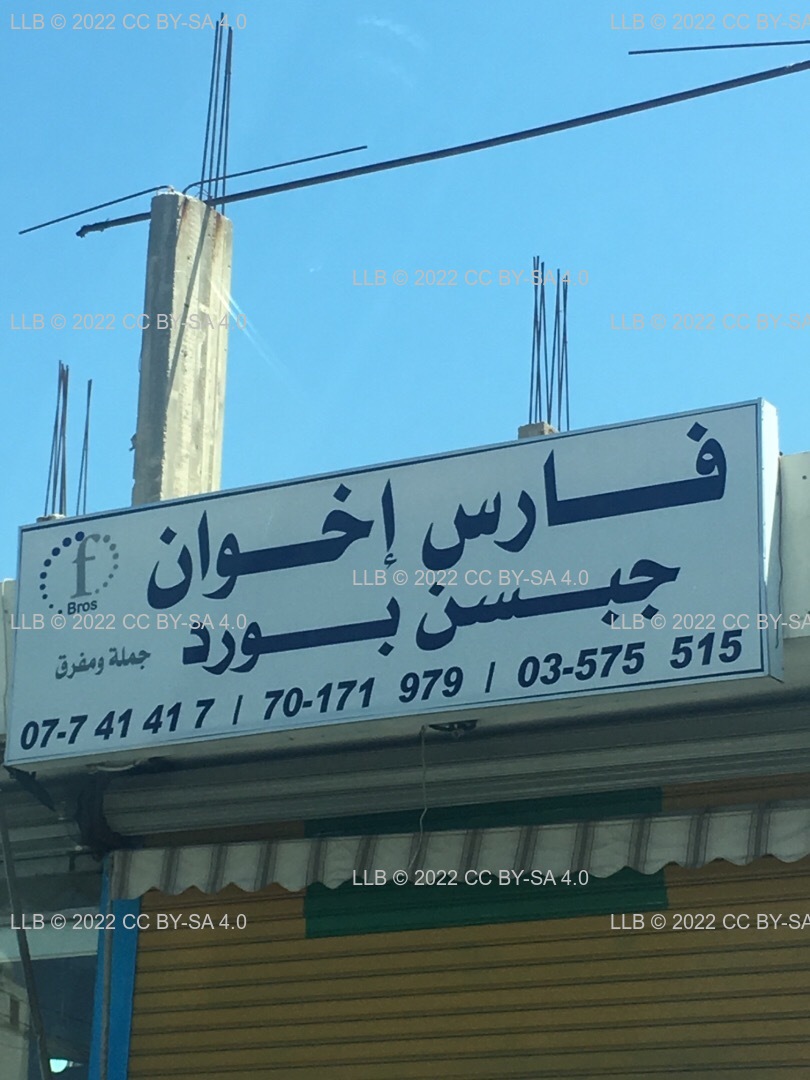 فارس إخوان
جبسن بورد
f
Bros
جملة ومفرق
07-7 41 41 7 / 70-171 979 / 03-575 515
LLB © 2022 CC BY-SA 4.0